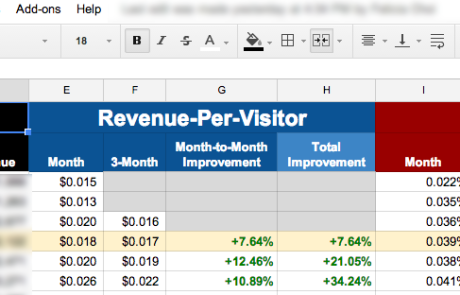 Add-ons Help
18 B I S A
E F G H I
Revenue-Per-Visitor
Month 3-Month Month-to-Month Improvement Total Improvement Month
$0.015 0.022%
$0.013 0.035%
$0.020 $0.016 0.036%
$0.018 $0.017 +7.64% +7.64% 0.039%
$0.020 $0.019 +12.46% +21.05% 0.038%
$0.026 $0.022 +10.89% +34.24% 0.041%